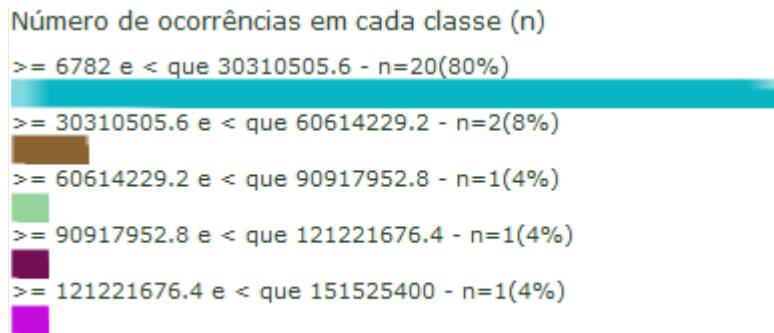 Número de ocorrências em cada classe (n)
>= 6782 e < que 30310505.6 - n=20(80%)
>= 30310505.6 e < que 60614229.2 - n=2(8%)
>= 60614229.2 e < que 90917952.8 - n=1(4%)
>= 90917952.8 e < que 121221676.4 - n=1(4%)
>= 121221676.4 e < que 151525400 - n=1(4%)